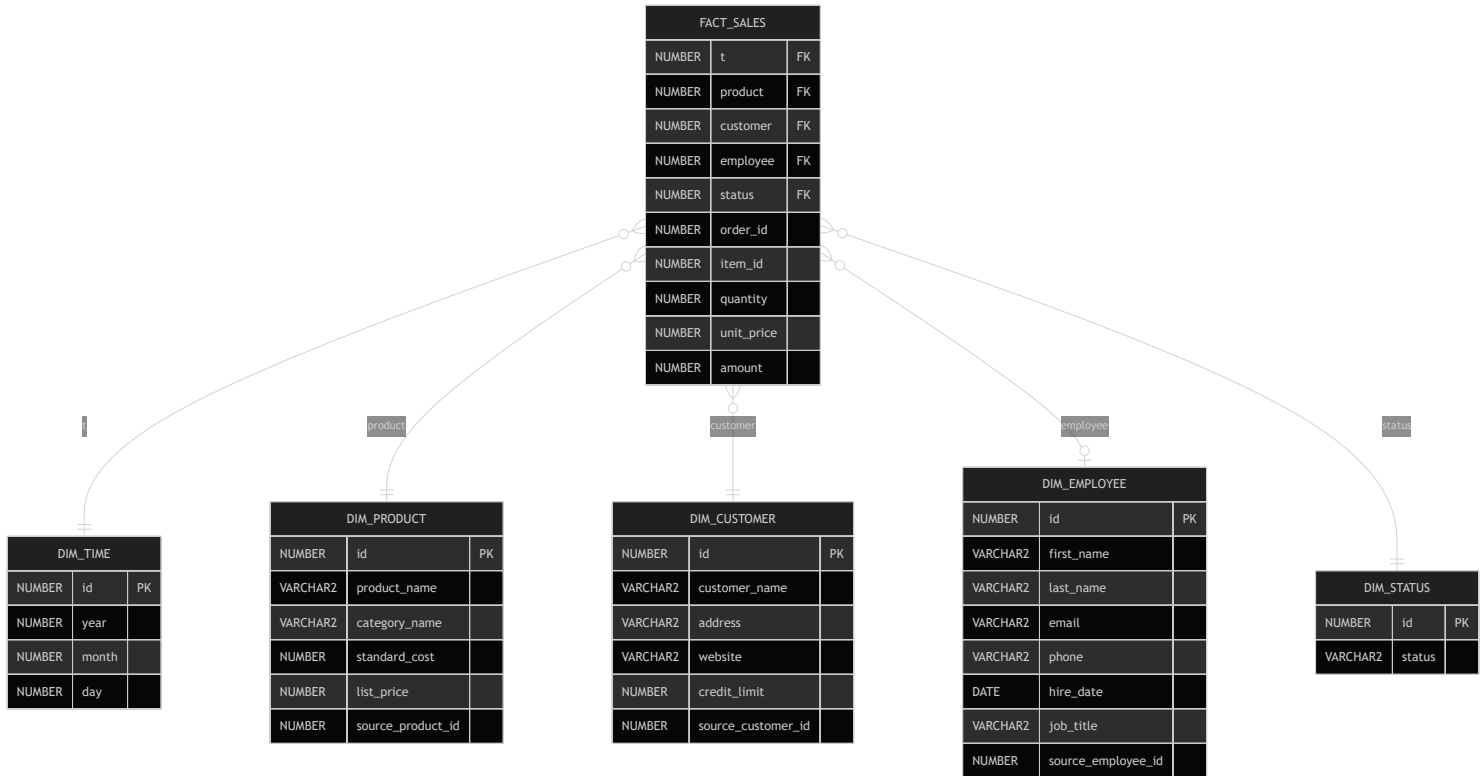 FACT_SALES
NUMBER t FK
NUMBER product FK
NUMBER customer FK
NUMBER employee FK
NUMBER status FK
NUMBER order_id
NUMBER item_id
NUMBER quantity
NUMBER unit_price
NUMBER amount
t
product
customer
employee
status
DIM_TIME
NUMBER id PK
NUMBER year
NUMBER month
NUMBER day
DIM_PRODUCT
NUMBER id PK
VARCHAR2 product_name
VARCHAR2 category_name
NUMBER standard_cost
NUMBER list_price
NUMBER source_product_id
DIM_CUSTOMER
NUMBER id PK
VARCHAR2 customer_name
VARCHAR2 address
VARCHAR2 website
NUMBER credit_limit
NUMBER source_customer_id
DIM_EMPLOYEE
NUMBER id PK
VARCHAR2 first_name
VARCHAR2 last_name
VARCHAR2 email
VARCHAR2 phone
DATE hire_date
VARCHAR2 job_title
NUMBER source_employee_id
DIM_STATUS
NUMBER id PK
VARCHAR2 status